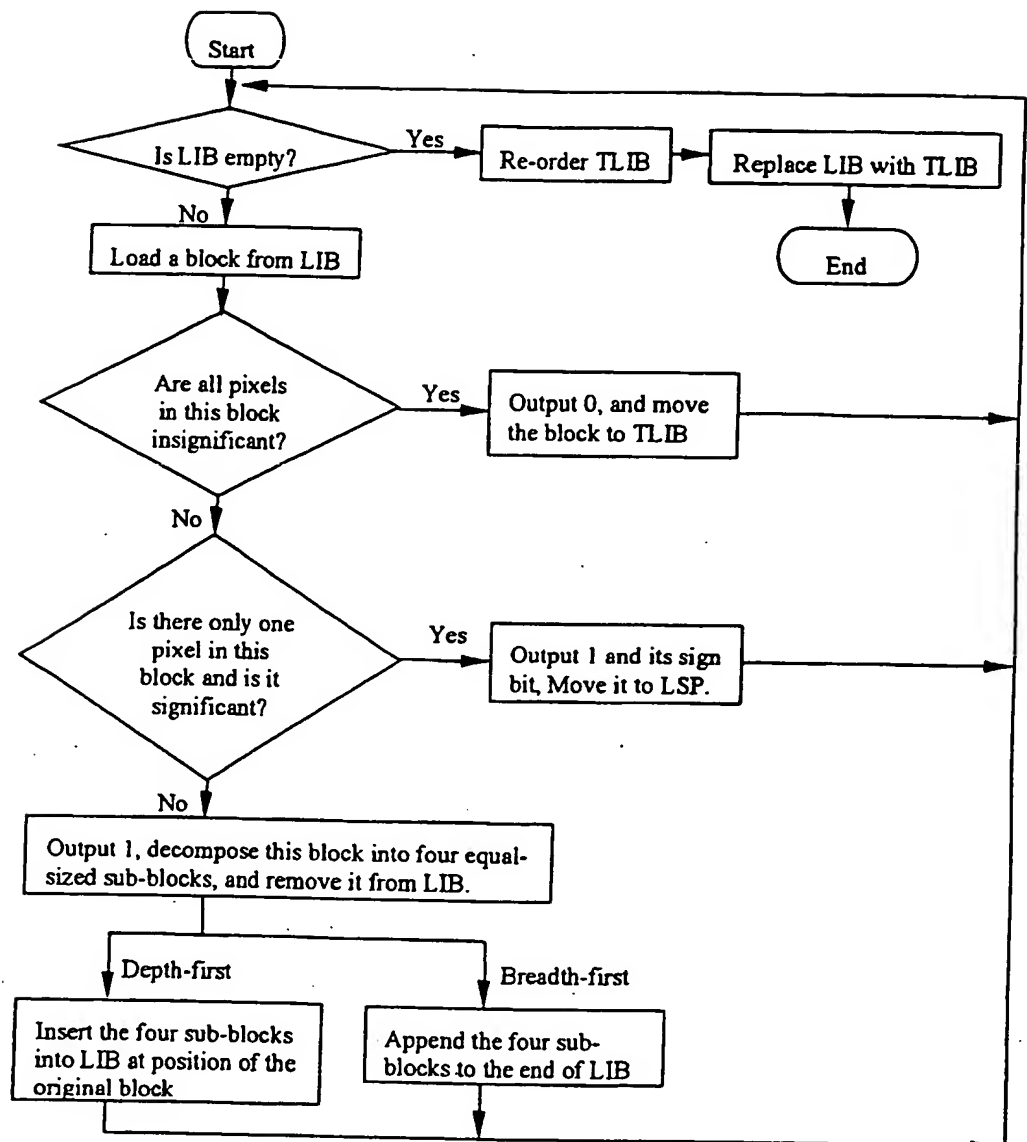 Start
Is LIB empty?
Yes
Re-order TLIB
Replace LIB with TLIB
No
Load a block from LIB
End
Are all pixels
in this block
insignificant?
Yes
Output 0, and move
the block to TLIB
No
Is there only one
pixel in this
block and is it
significant?
Yes
Output 1 and its sign
bit, Move it to LSP.
No
Output 1, decompose this block into four equal-
sized sub-blocks, and remove it from LIB.
Depth-first
Breadth-first
Insert the four sub-blocks
into LIB at position of the
original block
Append the four sub-
blocks to the end of LIB